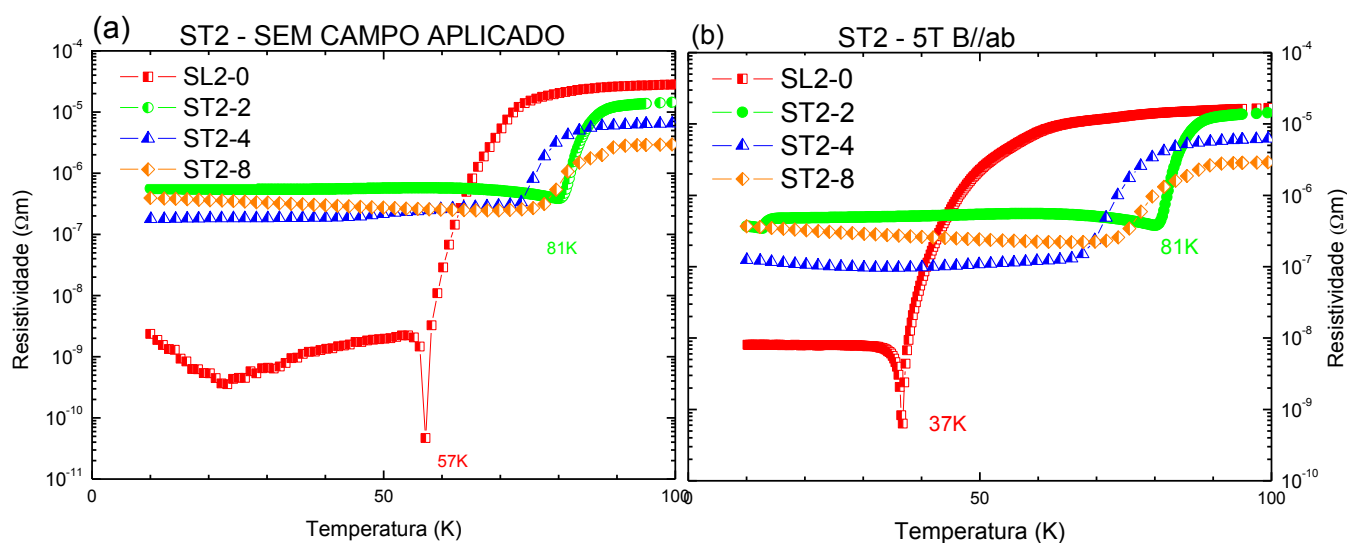 (a)
ST2 - SEM CAMPO APLICADO
SL2-0
ST2-2
ST2-4
ST2-8
10⁻⁴
10⁻⁵
10⁻⁶
10⁻⁷
10⁻⁸
10⁻⁹
10⁻¹⁰
10⁻¹¹
Resistividade (Ωm)
81K
57K
0
50
100
Temperatura (K)
(b)
ST2 - 5T B//ab
SL2-0
ST2-2
ST2-4
ST2-8
10⁻⁴
10⁻⁵
10⁻⁶
10⁻⁷
10⁻⁸
10⁻⁹
10⁻¹⁰
Resistividade (Ωm)
81K
37K
0
50
100
Temperatura (K)